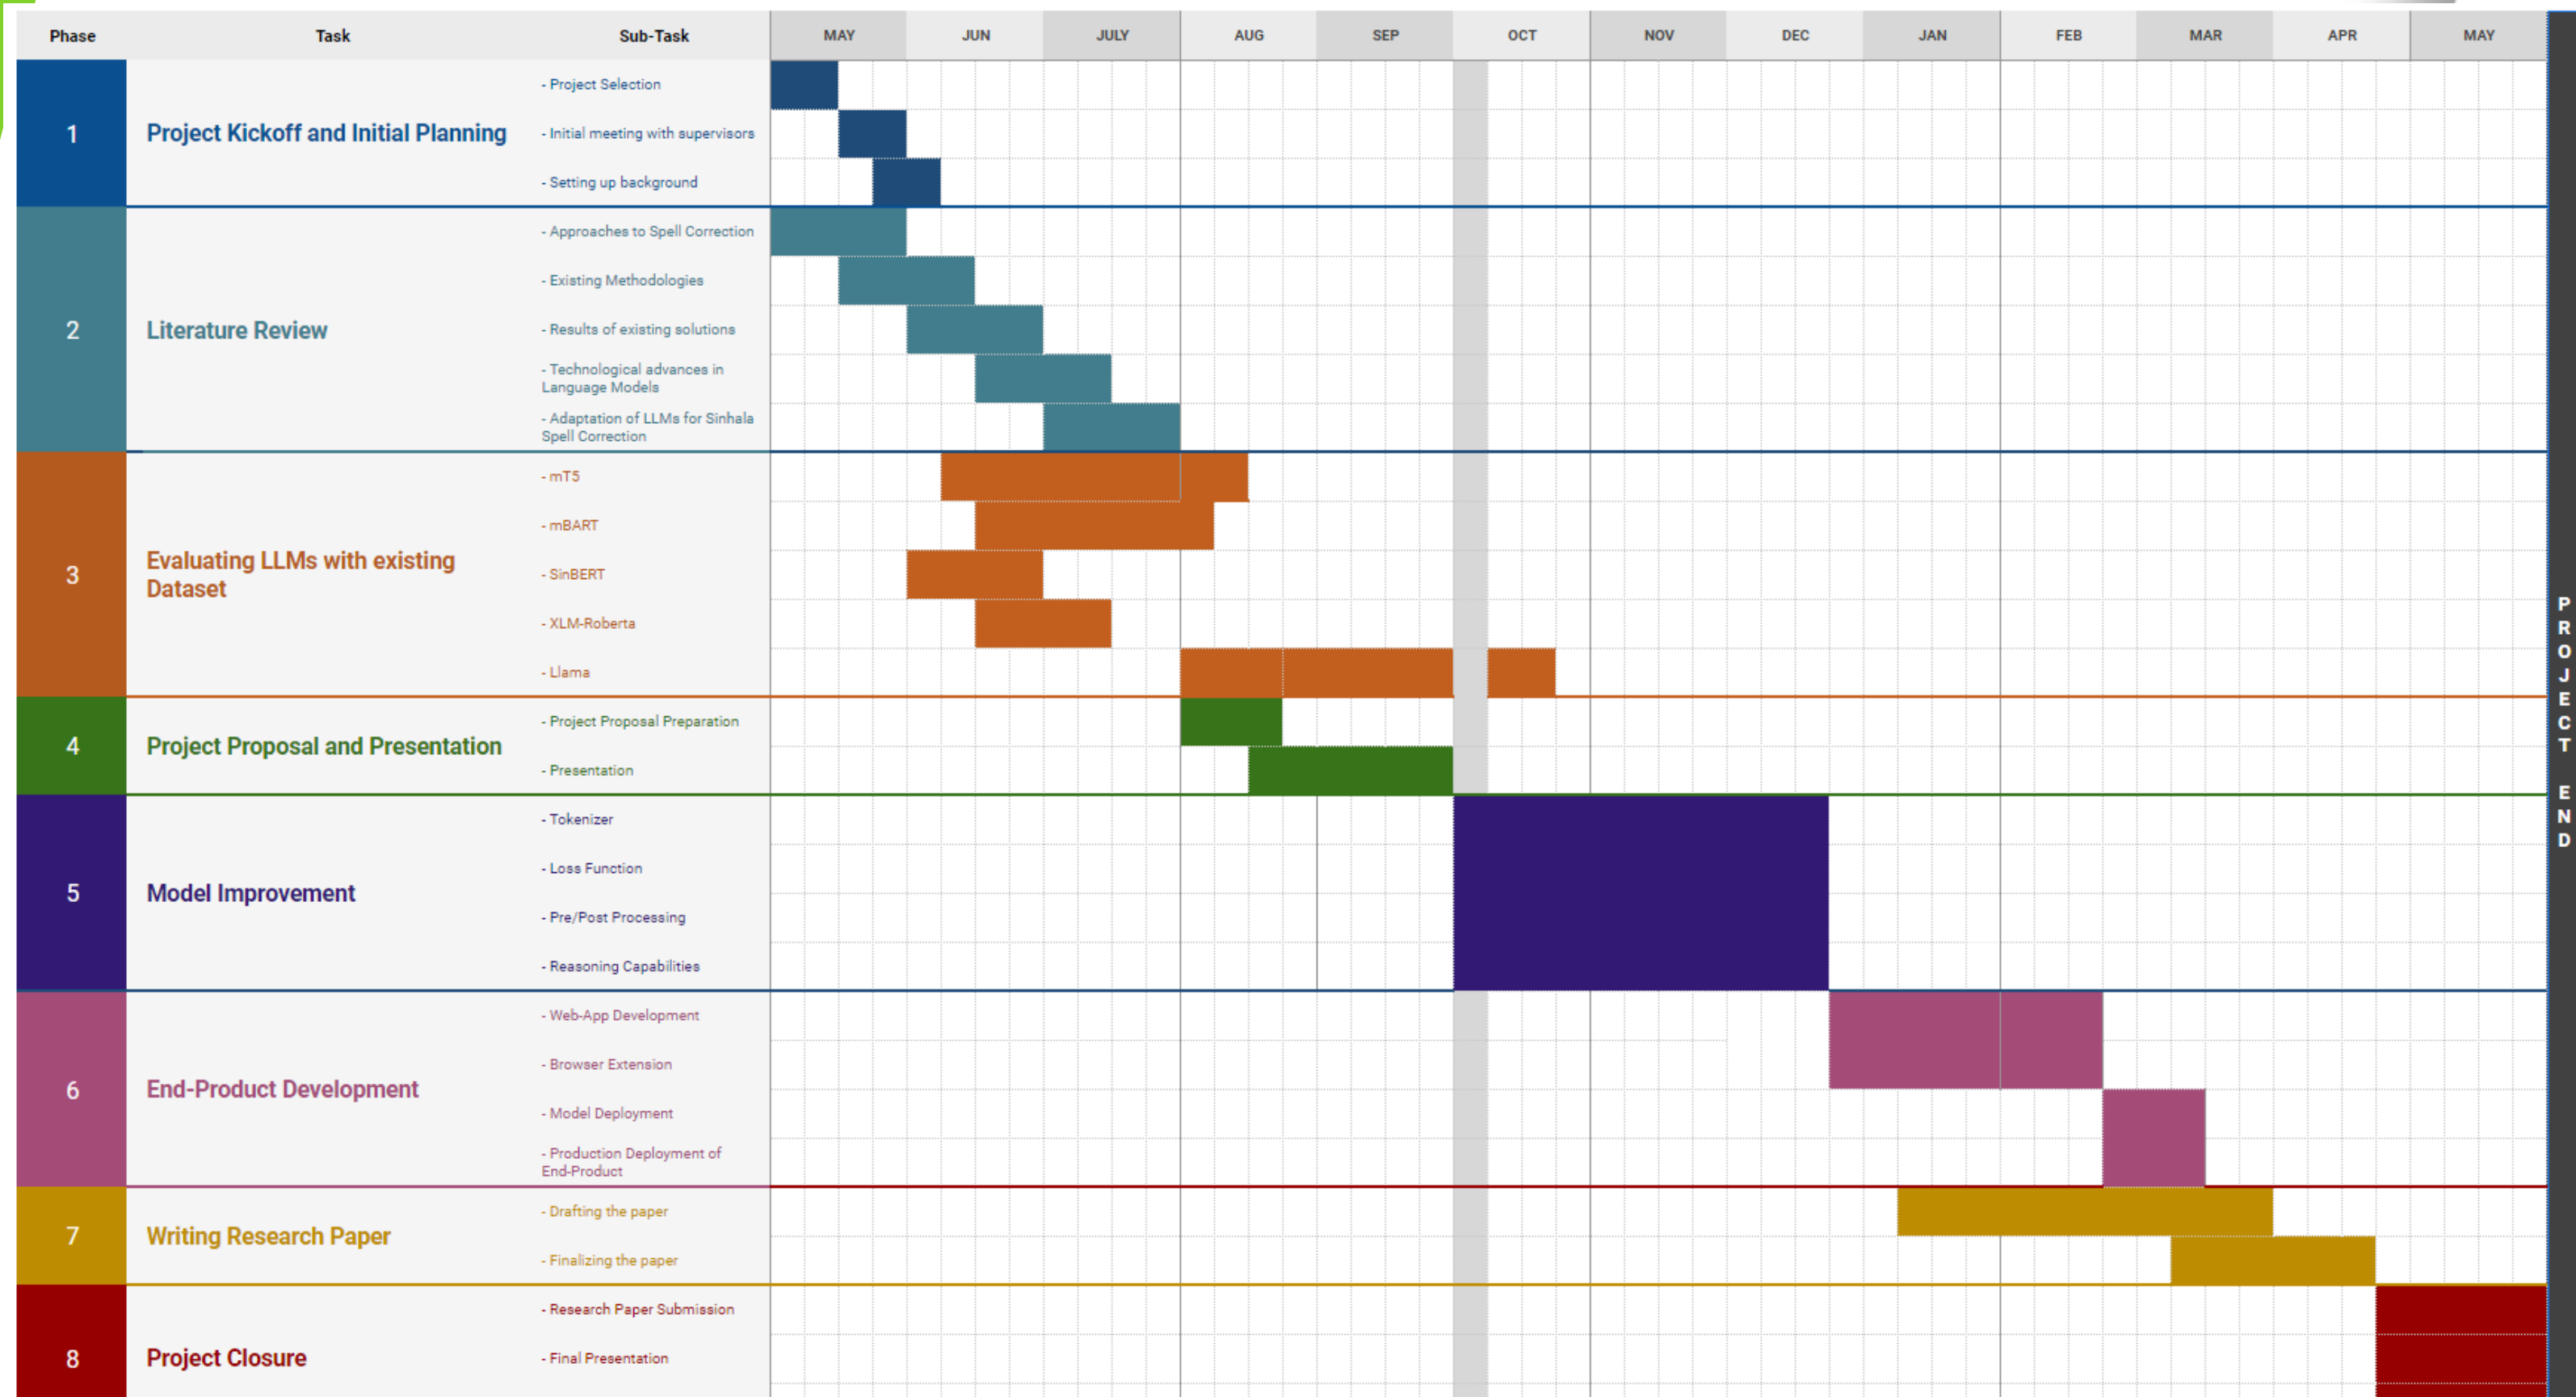 Phase Task Sub-Task MAY JUN JULY AUG SEP OCT NOV DEC JAN FEB MAR APR MAY
1
Project Kickoff and Initial Planning
- Project Selection
- Initial meeting with supervisors
- Setting up background
2
Literature Review
- Approaches to Spell Correction
- Existing Methodologies
- Results of existing solutions
- Technological advances in
Language Models
- Adaptation of LLMs for Sinhala
Spell Correction
3
Evaluating LLMs with existing
Dataset
- mT5
- mBART
- SinBERT
- XLM-Roberta
- Llama
4
Project Proposal and Presentation
- Project Proposal Preparation
- Presentation
5
Model Improvement
- Tokenizer
- Loss Function
- Pre/Post Processing
- Reasoning Capabilities
6
End-Product Development
- Web-App Development
- Browser Extension
- Model Deployment
- Production Deployment of
End-Product
7
Writing Research Paper
- Drafting the paper
- Finalizing the paper
8
Project Closure
- Research Paper Submission
- Final Presentation
PROJECT END